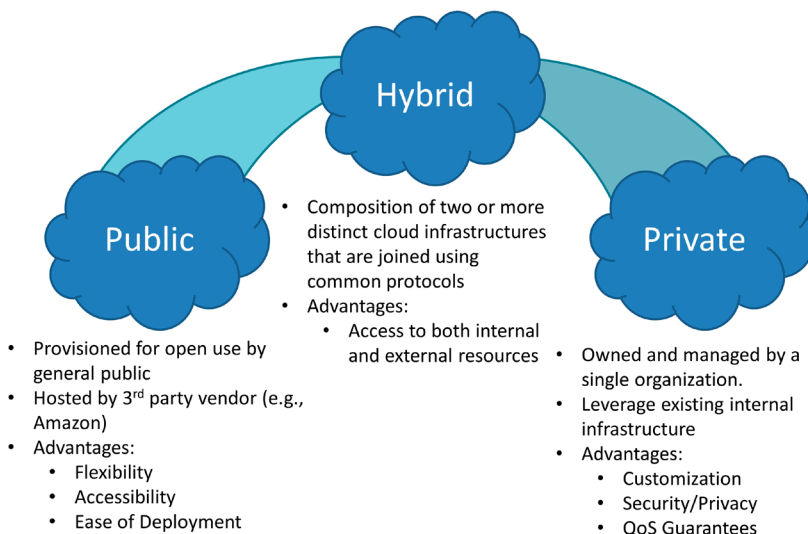 Hybrid
Public
Private
• Composition of two or more
distinct cloud infrastructures
that are joined using
common protocols
• Advantages:
• Access to both internal
and external resources
• Provisioned for open use by
general public
• Hosted by 3rd party vendor (e.g.,
Amazon)
• Advantages:
• Flexibility
• Accessibility
• Ease of Deployment
• Owned and managed by a
single organization.
• Leverage existing internal
infrastructure
• Advantages:
• Customization
• Security/Privacy
• QoS Guarantees